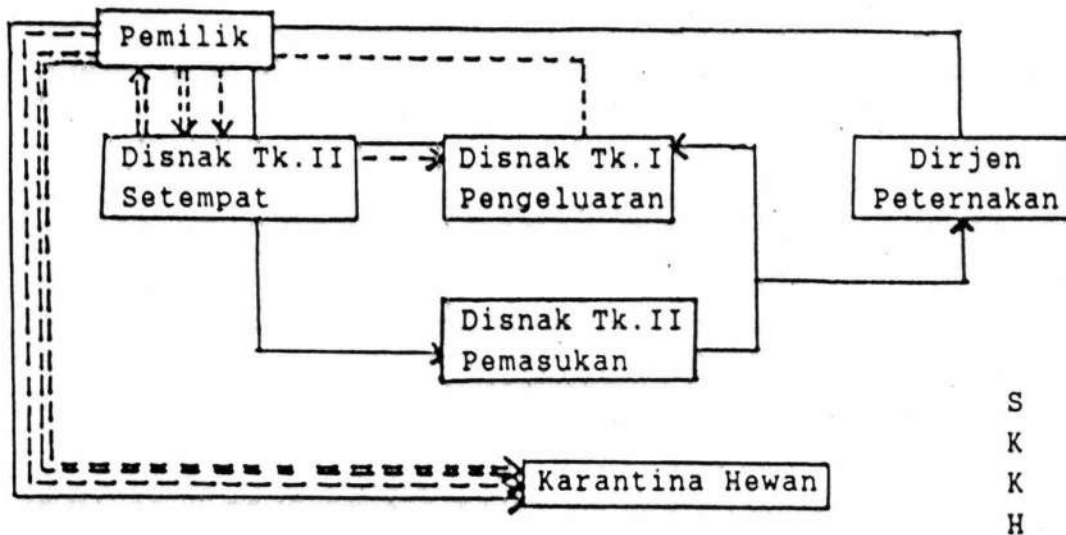 Pemilik
Disnak Tk.II
Setempat
Disnak Tk.I
Pengeluaran
Dirjen
Peternakan
Disnak Tk.II
Pemasukan
Karantina Hewan
S
K
K
H